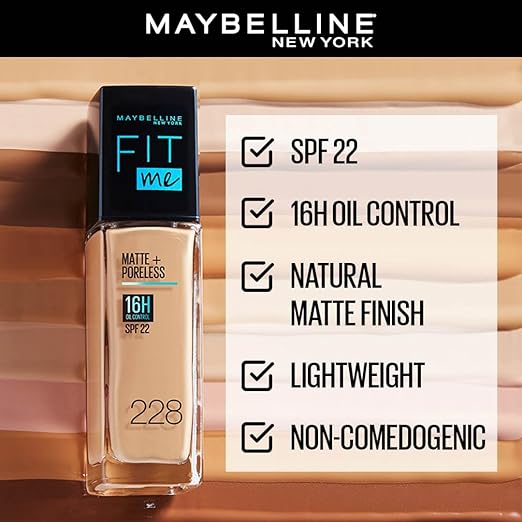 MAYBELLINE
NEW YORK
MAYBELLINE
NEW YORK
FIT
me
MATTE +
PORELESS
16H
OIL CONTROL
SPF 22
228
SPF 22
16H OIL CONTROL
NATURAL
MATTE FINISH
LIGHTWEIGHT
NON-COMEDOGENIC